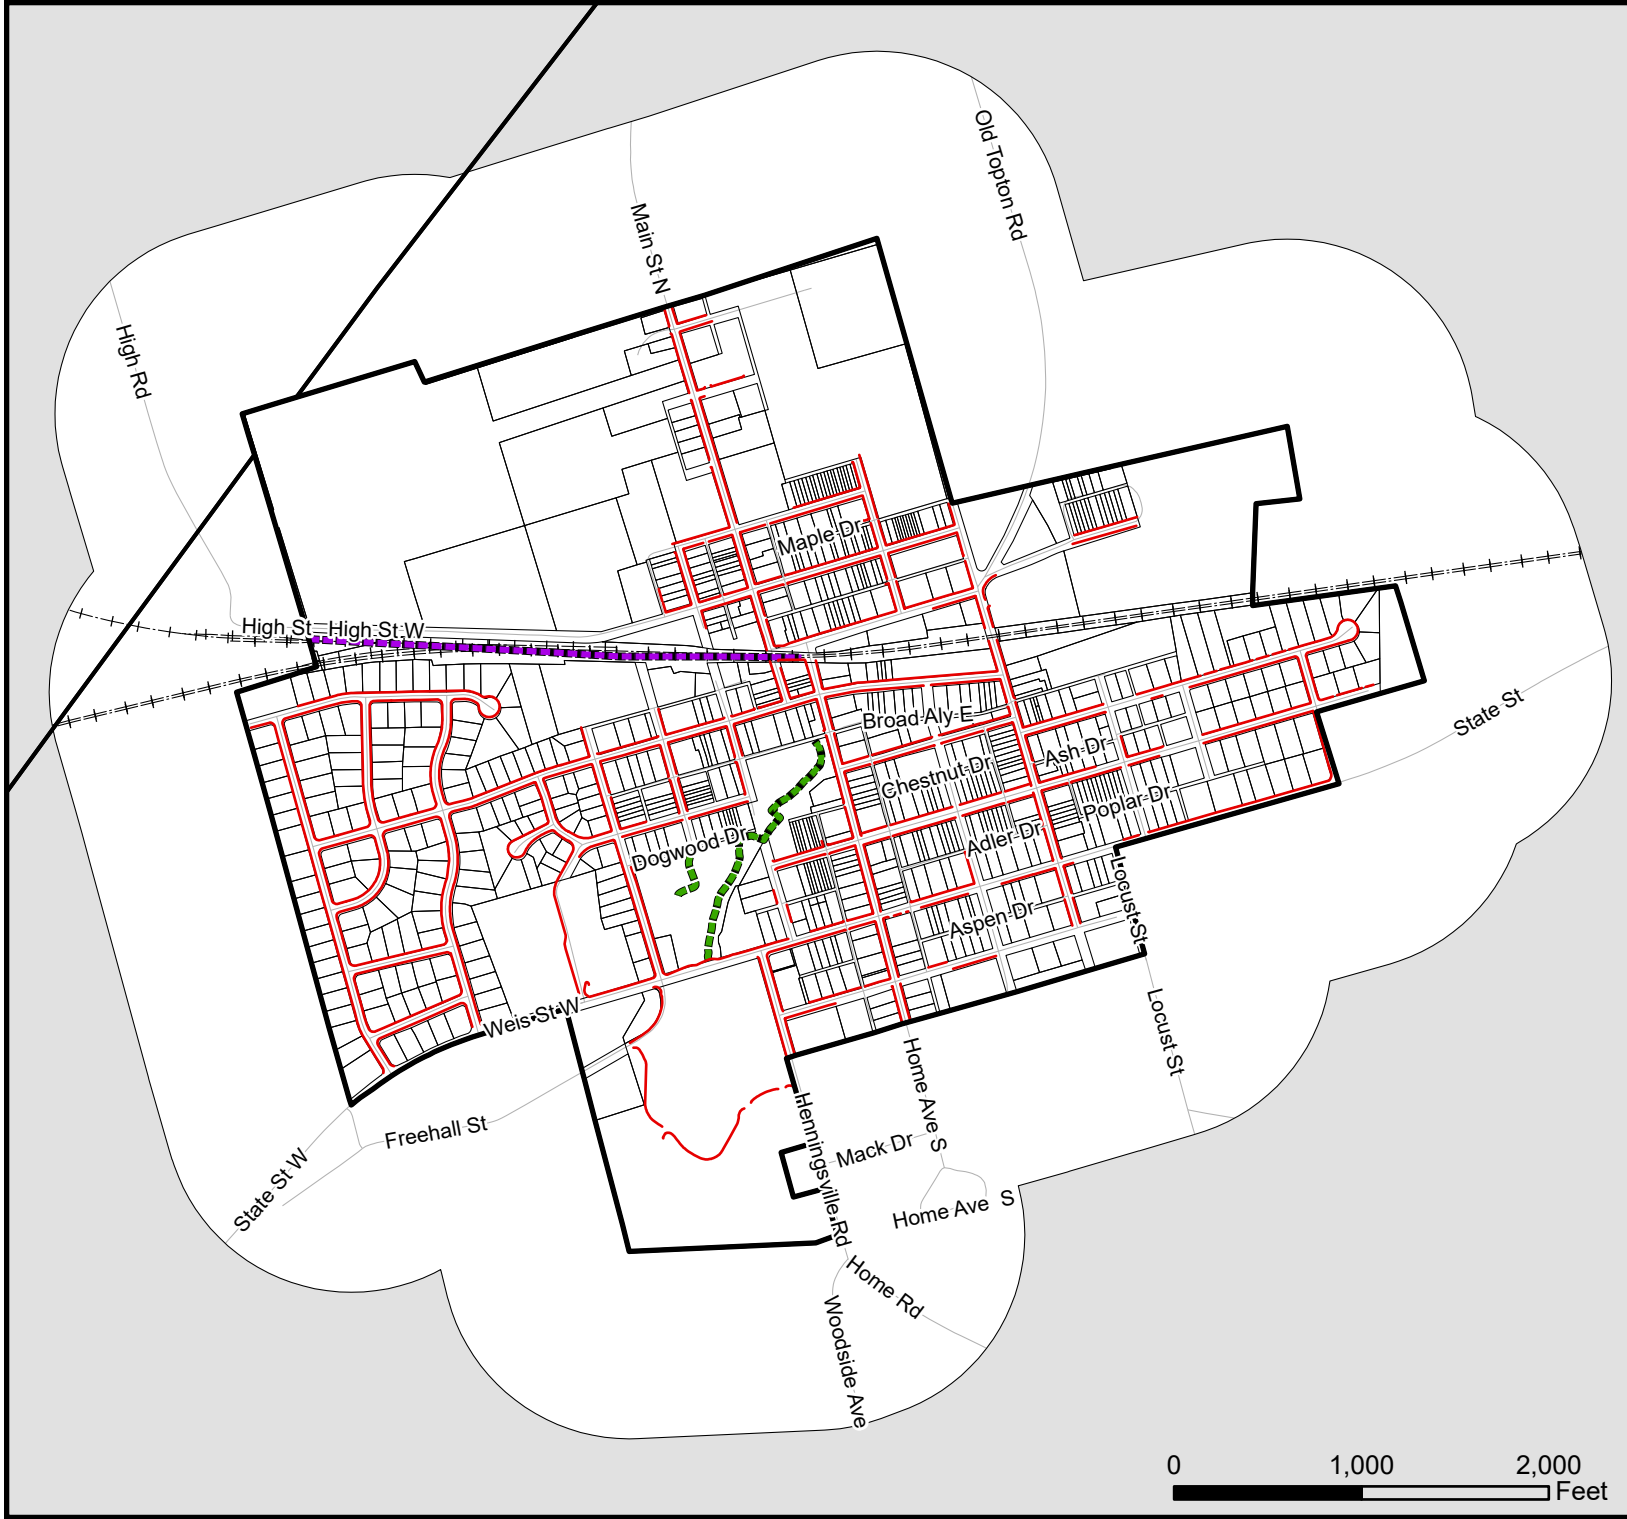 Old Topton Rd
Main St N
High Rd
Maple Dr
High St
High St W
State St
Broad Aly E
Ash Dr
Chestnut Dr
Poplar Dr
Adler Dr
Dogwood Dr
Locust St
Aspen Dr
Weis St W
Locust St
Home Ave S
Freehall St
Mack Dr
Henningsville Rd
State St W
Home Ave S
Home Rd
Woodside Ave
0 1,000 2,000
Feet